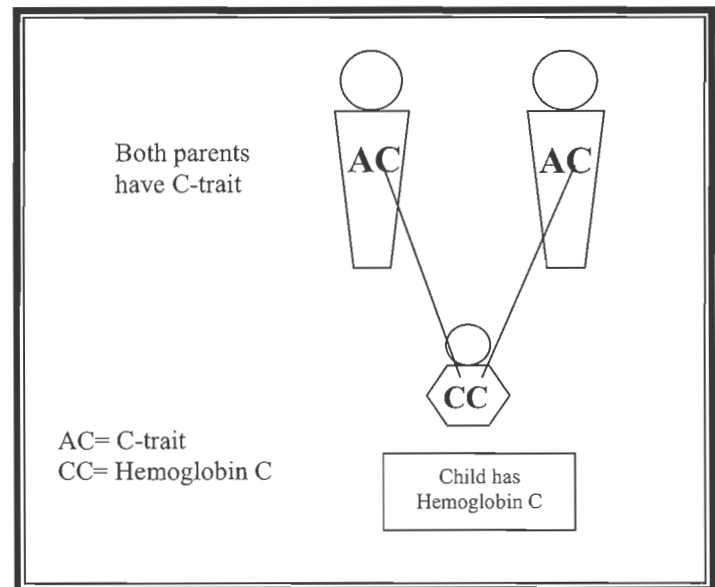 Both parents
have C-trait
AC
AC
CC
AC= C-trait
CC= Hemoglobin C
Child has
Hemoglobin C